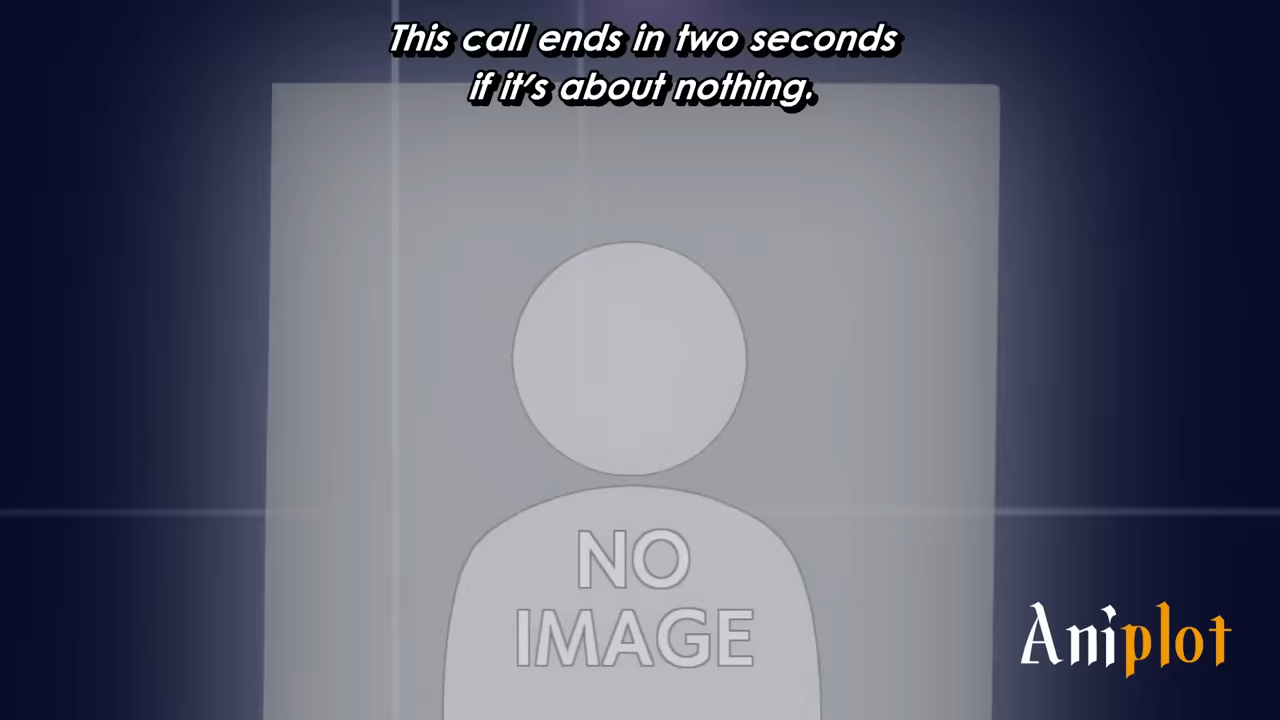 This call ends in two seconds
if it's about nothing.
NO
IMAGE
Aniplot